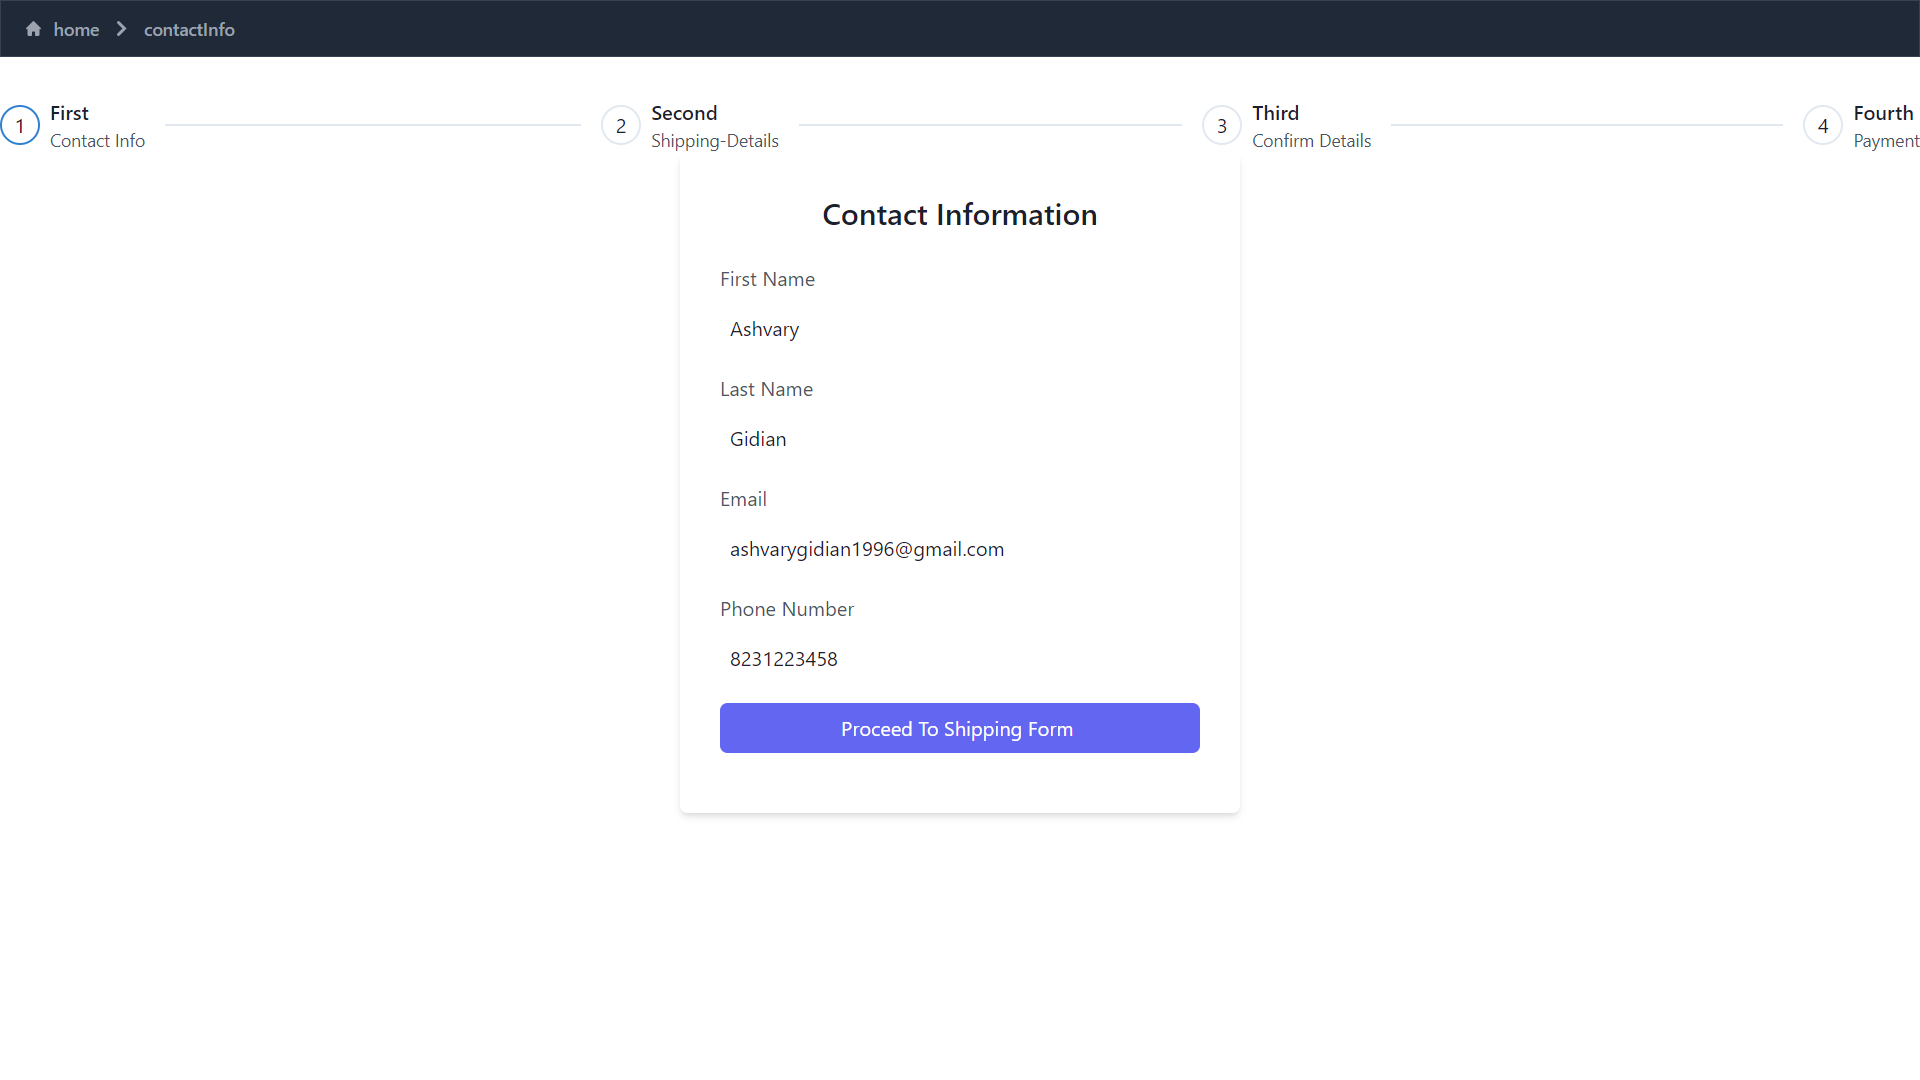 home contactInfo
1 First
Contact Info
2 Second
Shipping-Details
3 Third
Confirm Details
4 Fourth
Payment
Contact Information
First Name
Ashvary
Last Name
Gidian
Email
ashvarygidian1996@gmail.com
Phone Number
8231223458
Proceed To Shipping Form